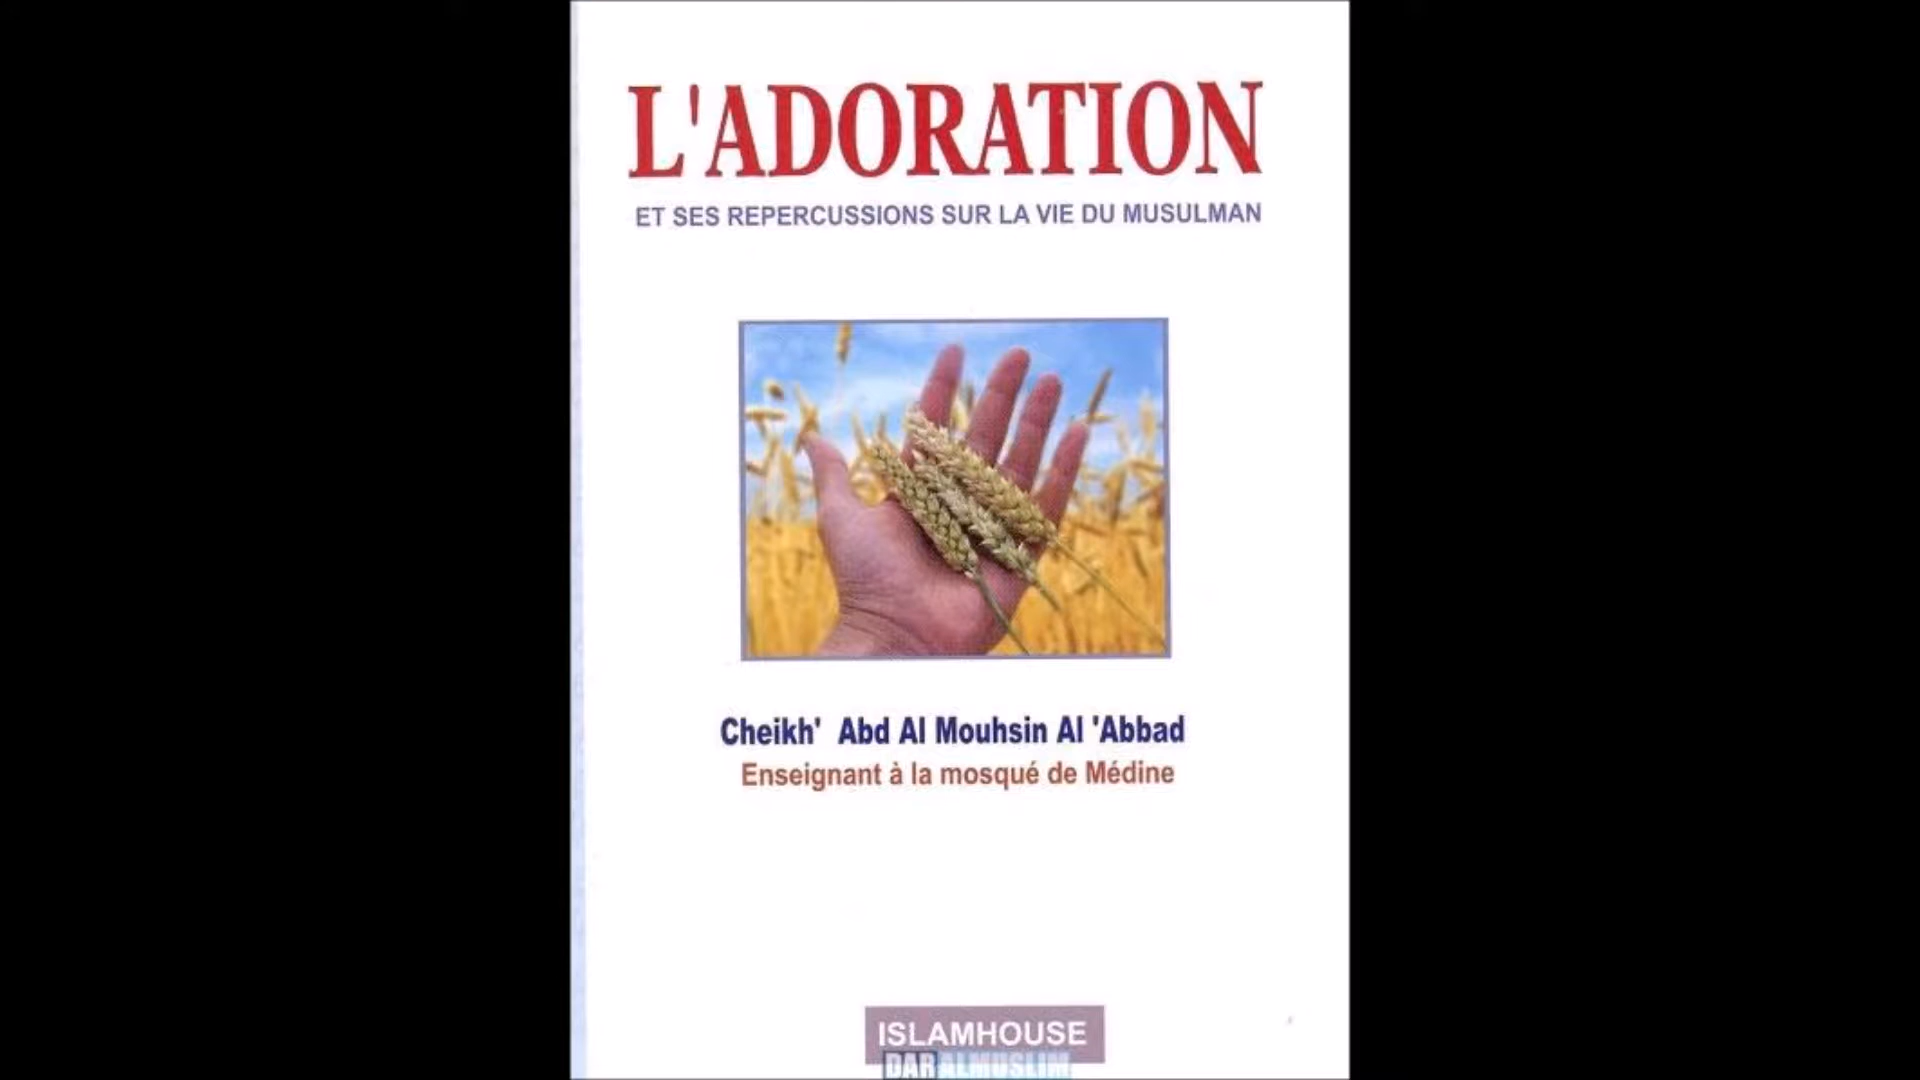 L'ADORATION
ET SES REPERCUSSIONS SUR LA VIE DU MUSULMAN
Cheikh' Abd Al Mouhsin Al 'Abbad
Enseignant à la mosqué de Médine
ISLAMHOUSE
DARALMUSLIM